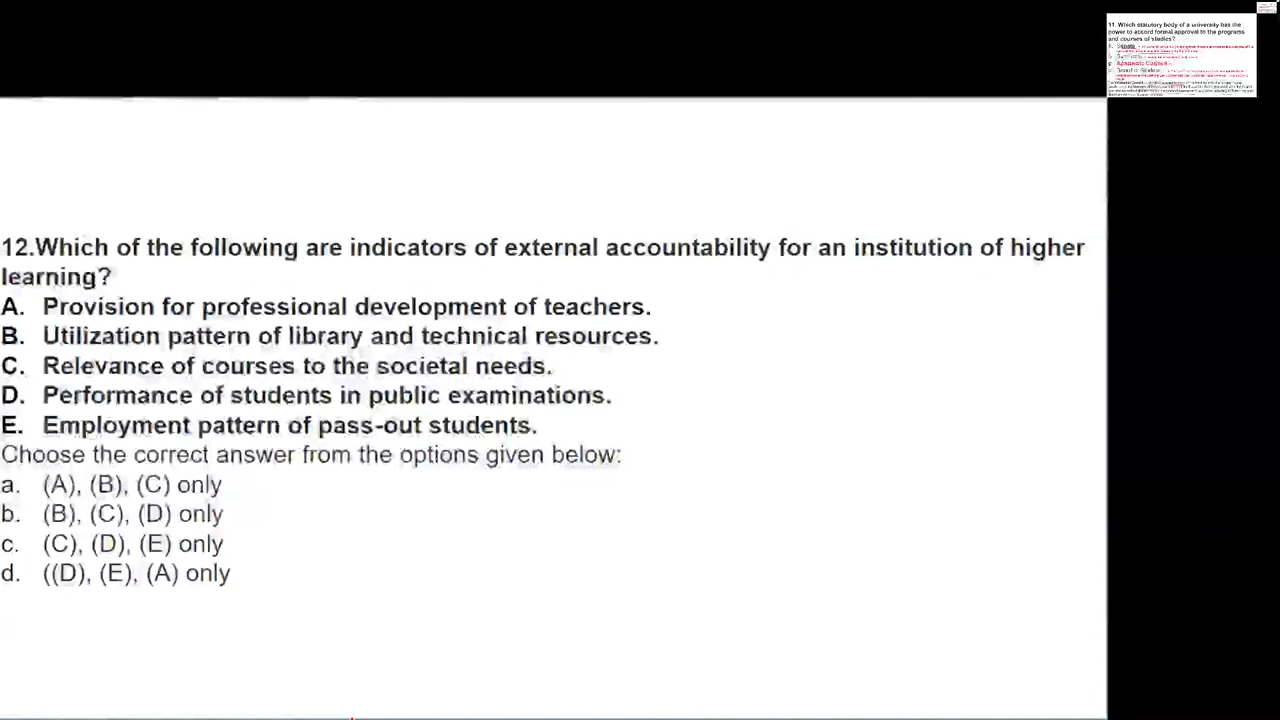 12.Which of the following are indicators of external accountability for an institution of higher
learning?
A. Provision for professional development of teachers.
B. Utilization pattern of library and technical resources.
C. Relevance of courses to the societal needs.
D. Performance of students in public examinations.
E. Employment pattern of pass-out students.
Choose the correct answer from the options given below:
a. (A), (B), (C) only
b. (B), (C), (D) only
c. (C), (D), (E) only
d. ((D), (E), (A) only
11. Which statutory body of a university has the
power to accord formal approval to the programs
and courses of studies?